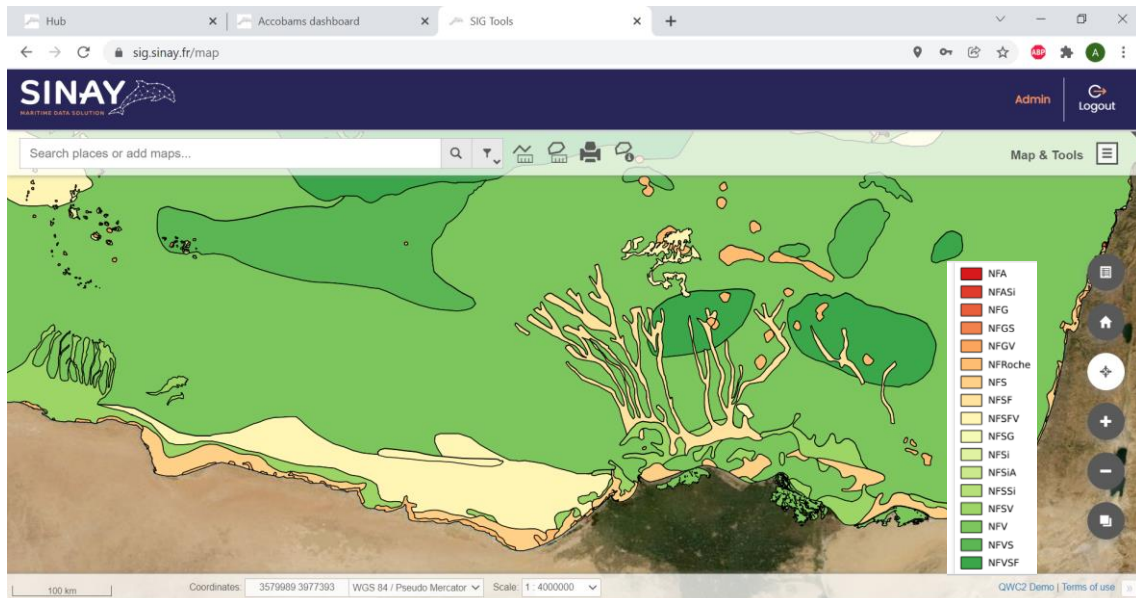 Hub
Accobams dashboard
SIG Tools
sig.sinay.fr/map
ABP
A
SINAY
MARITIME DATA SOLUTION
Admin
Logout
Search places or add maps...
Map & Tools
NFA
NFASi
NFG
NFGS
NFGV
NFRoche
NFS
NFSF
NFSFV
NFSG
NFSi
NFSiA
NFSSi
NFSV
NFV
NFVS
NFVSF
100 km
Coordinates: 3579989 3977393 WGS 84 / Pseudo Mercator Scale: 1 : 4000000
QWC2 Demo | Terms of use